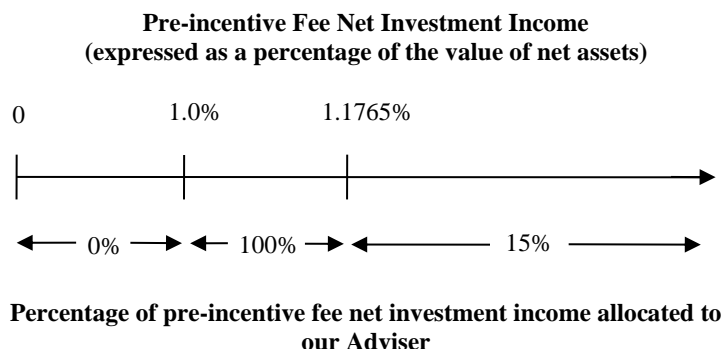 Pre-incentive Fee Net Investment Income
(expressed as a percentage of the value of net assets)
0 1.0% 1.1765%
0% 100% 15%
Percentage of pre-incentive fee net investment income allocated to
our Adviser